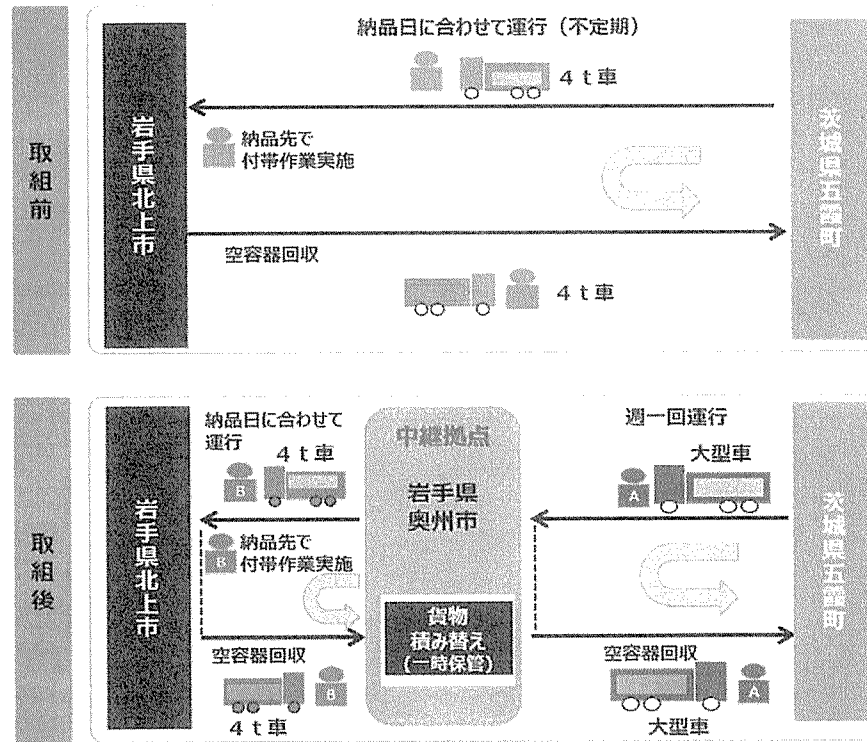 取組前
岩手県北上市
納品日に合わせて運行（不定期）
４ｔ車
納品先で
付帯作業実施
空容器回収
４ｔ車
茨城県五霞町
取組後
岩手県北上市
納品日に合わせて
運行
４ｔ車
B
B
納品先で
付帯作業実施
空容器回収
B
４ｔ車
中継拠点
岩手県
奥州市
貨物
積み替え
(一時保管)
週一回運行
大型車
A
空容器回収
A
大型車
茨城県五霞町